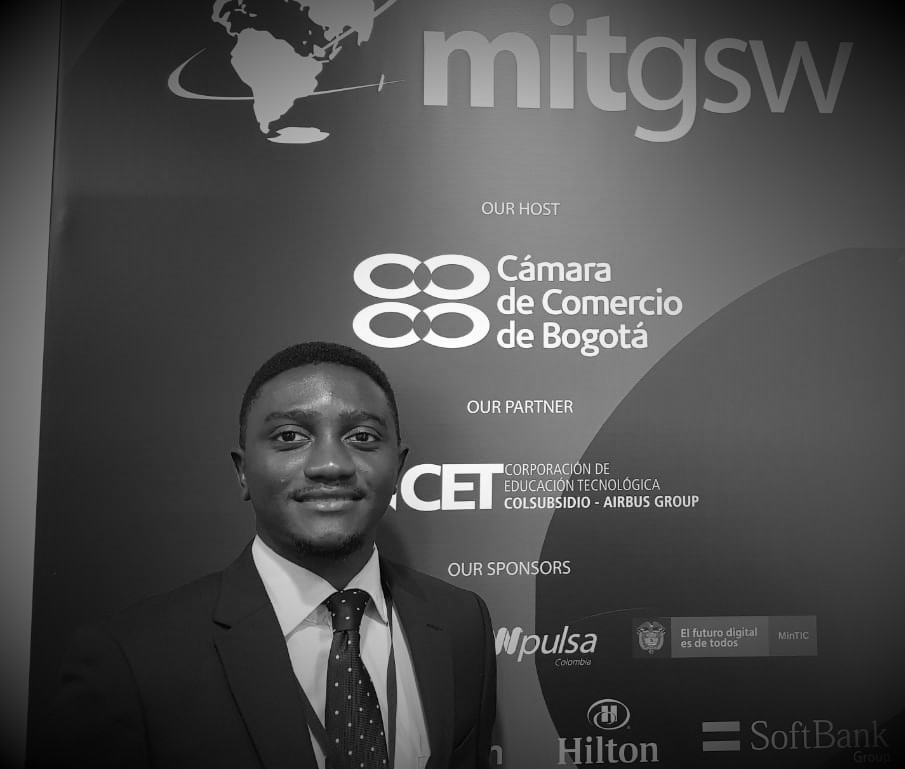 mitgsw
OUR HOST
Cámara
de Comercio
de Bogotá
OUR PARTNER
CET
CORPORACIÓN DE
EDUCACIÓN TECNOLÓGICA
COLSUBSIDIO - AIRBUS GROUP
OUR SPONSORS
pulsa
Colombia
El futuro digital
es de todos
MinTIC
H
Hilton
SoftBank
Group